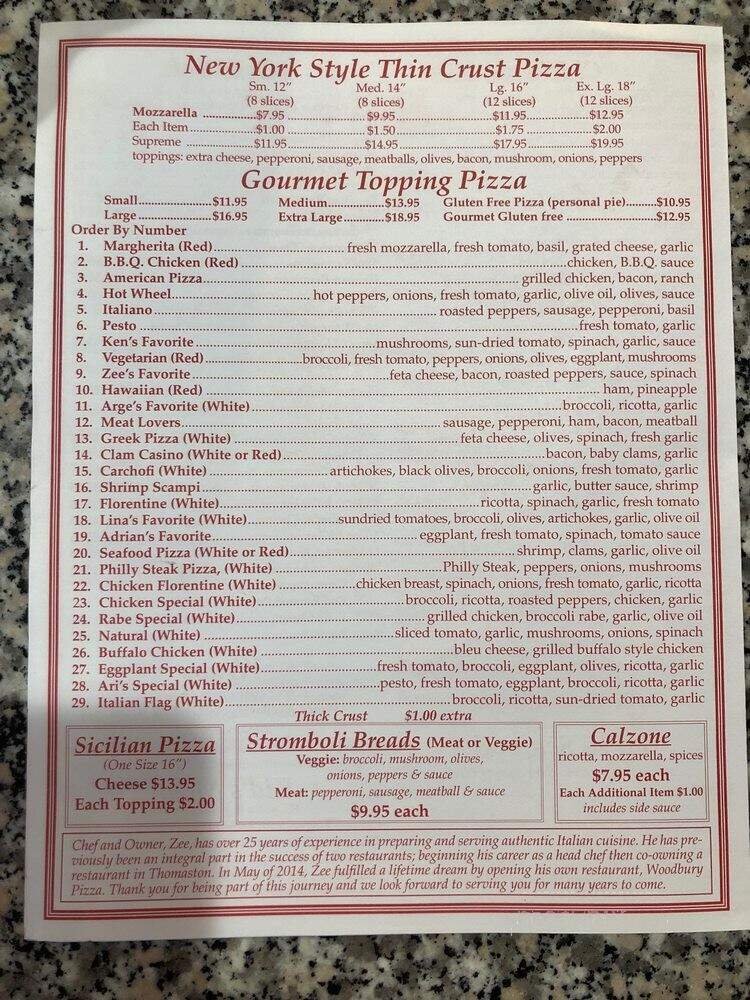 New York Style Thin Crust Pizza
Sm. 12" Med. 14" Lg. 16" Ex. Lg. 18"
(8 slices) (8 slices) (12 slices) (12 slices)
Mozzarella ..................$7.95..................$9.95..................$11.95..................$12.95
Each Item..................$1.00..................$1.50..................$1.75..................$2.00
Supreme ..................$11.95..................$14.95..................$17.95..................$19.95
toppings: extra cheese, pepperoni, sausage, meatballs, olives, bacon, mushroom, onions, peppers
Gourmet Topping Pizza
Small..................$11.95 Medium..................$13.95 Gluten Free Pizza (personal pie).........$10.95
Large..................$16.95 Extra Large............$18.95 Gourmet Gluten free ..................$12.95
Order By Number
1. Margherita (Red)..................fresh mozzarella, fresh tomato, basil, grated cheese, garlic
2. B.B.Q. Chicken (Red) ..................chicken, B.B.Q. sauce
3. American Pizza..................grilled chicken, bacon, ranch
4. Hot Wheel..................hot peppers, onions, fresh tomato, garlic, olive oil, olives, sauce
5. Italiano..................roasted peppers, sausage, pepperoni, basil
6. Pesto ..................fresh tomato, garlic
7. Ken's Favorite..................mushrooms, sun-dried tomato, spinach, garlic, sauce
8. Vegetarian (Red)..................broccoli, fresh tomato, peppers, onions, olives, eggplant, mushrooms
9. Zee's Favorite..................feta cheese, bacon, roasted peppers, sauce, spinach
10. Hawaiian (Red) ..................ham, pineapple
11. Arge's Favorite (White)..................broccoli, ricotta, garlic
12. Meat Lovers..................sausage, pepperoni, ham, bacon, meatball
13. Greek Pizza (White) ..................feta cheese, olives, spinach, fresh garlic
14. Clam Casino (White or Red)..................bacon, baby clams, garlic
15. Carchofi (White)..................artichokes, black olives, broccoli, onions, fresh tomato, garlic
16. Shrimp Scampi..................garlic, butter sauce, shrimp
17. Florentine (White)..................ricotta, spinach, garlic, fresh tomato
18. Lina's Favorite (White)..................sundried tomatoes, broccoli, olives, artichokes, garlic, olive oil
19. Adrian's Favorite..................eggplant, fresh tomato, spinach, tomato sauce
20. Seafood Pizza (White or Red)..................shrimp, clams, garlic, olive oil
21. Philly Steak Pizza, (White) ..................Philly Steak, peppers, onions, mushrooms
22. Chicken Florentine (White) ..................chicken breast, spinach, onions, fresh tomato, garlic, ricotta
23. Chicken Special (White)..................broccoli, ricotta, roasted peppers, chicken, garlic
24. Rabe Special (White)..................grilled chicken, broccoli rabe, garlic, olive oil
25. Natural (White) ..................sliced tomato, garlic, mushrooms, onions, spinach
26. Buffalo Chicken (White) ..................bleu cheese, grilled buffalo style chicken
27. Eggplant Special (White)..................fresh tomato, broccoli, eggplant, olives, ricotta, garlic
28. Ari's Special (White) ..................pesto, fresh tomato, eggplant, broccoli, ricotta, garlic
29. Italian Flag (White)..................broccoli, ricotta, sun-dried tomato, garlic
Thick Crust $1.00 extra
Sicilian Pizza
(One Size 16")
Cheese $13.95
Each Topping $2.00
Stromboli Breads (Meat or Veggie)
Veggie: broccoli, mushroom, olives,
onions, peppers & sauce
Meat: pepperoni, sausage, meatball & sauce
$9.95 each
Calzone
ricotta, mozzarella, spices
$7.95 each
Each Additional Item $1.00
includes side sauce
Chef and Owner, Zee, has over 25 years of experience in preparing and serving authentic Italian cuisine. He has pre-
viously been an integral part in the success of two restaurants; beginning his career as a head chef then co-owning a
restaurant in Thomaston. In May of 2014, Zee fulfilled a lifetime dream by opening his own restaurant, Woodbury
Pizza. Thank you for being part of this journey and we look forward to serving you for many years to come.